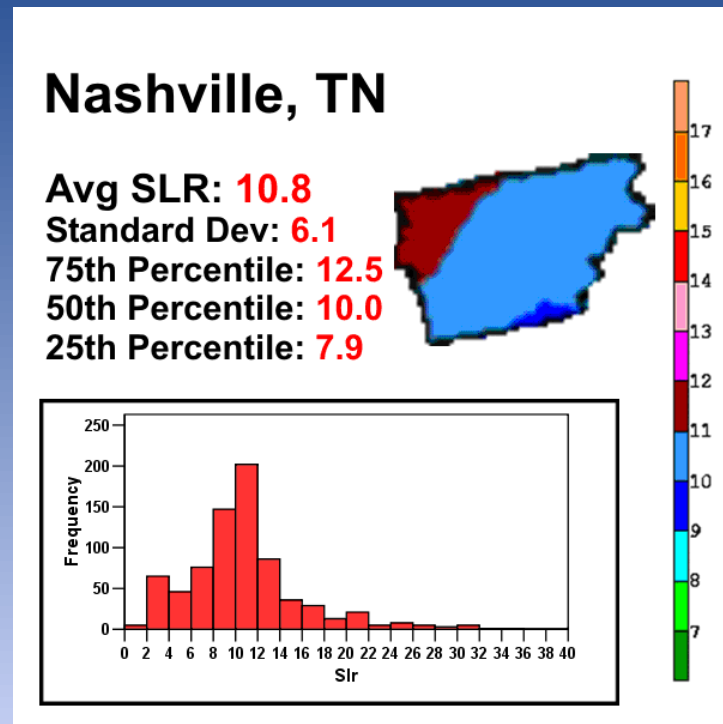 Nashville, TN
Avg SLR: 10.8
Standard Dev: 6.1
75th Percentile: 12.5
50th Percentile: 10.0
25th Percentile: 7.9
17
16
15
14
13
12
11
10
9
8
7
250
200
150
100
50
0
Frequency
0 2 4 6 8 10 12 14 16 18 20 22 24 26 28 30 32 34 36 38 40
Slr